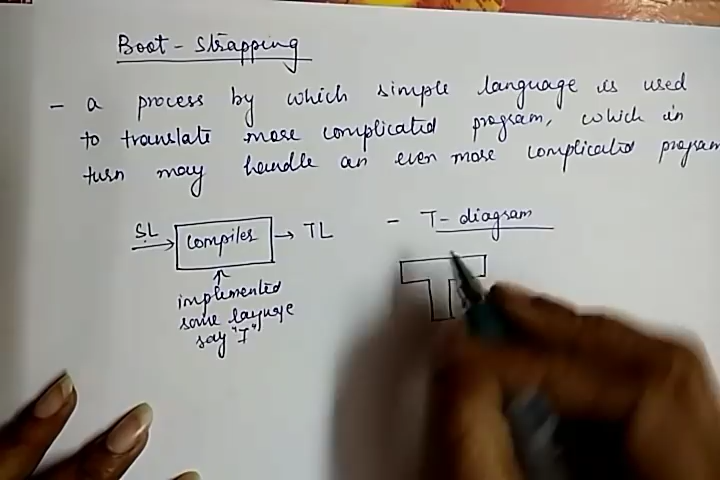 Boot-strapping
- a process by which simple language is used
to translate more complicated program, which in
turn may handle an even more complicated program
SL → compiler → TL
- T-diagram
implemented
some language
say "I"